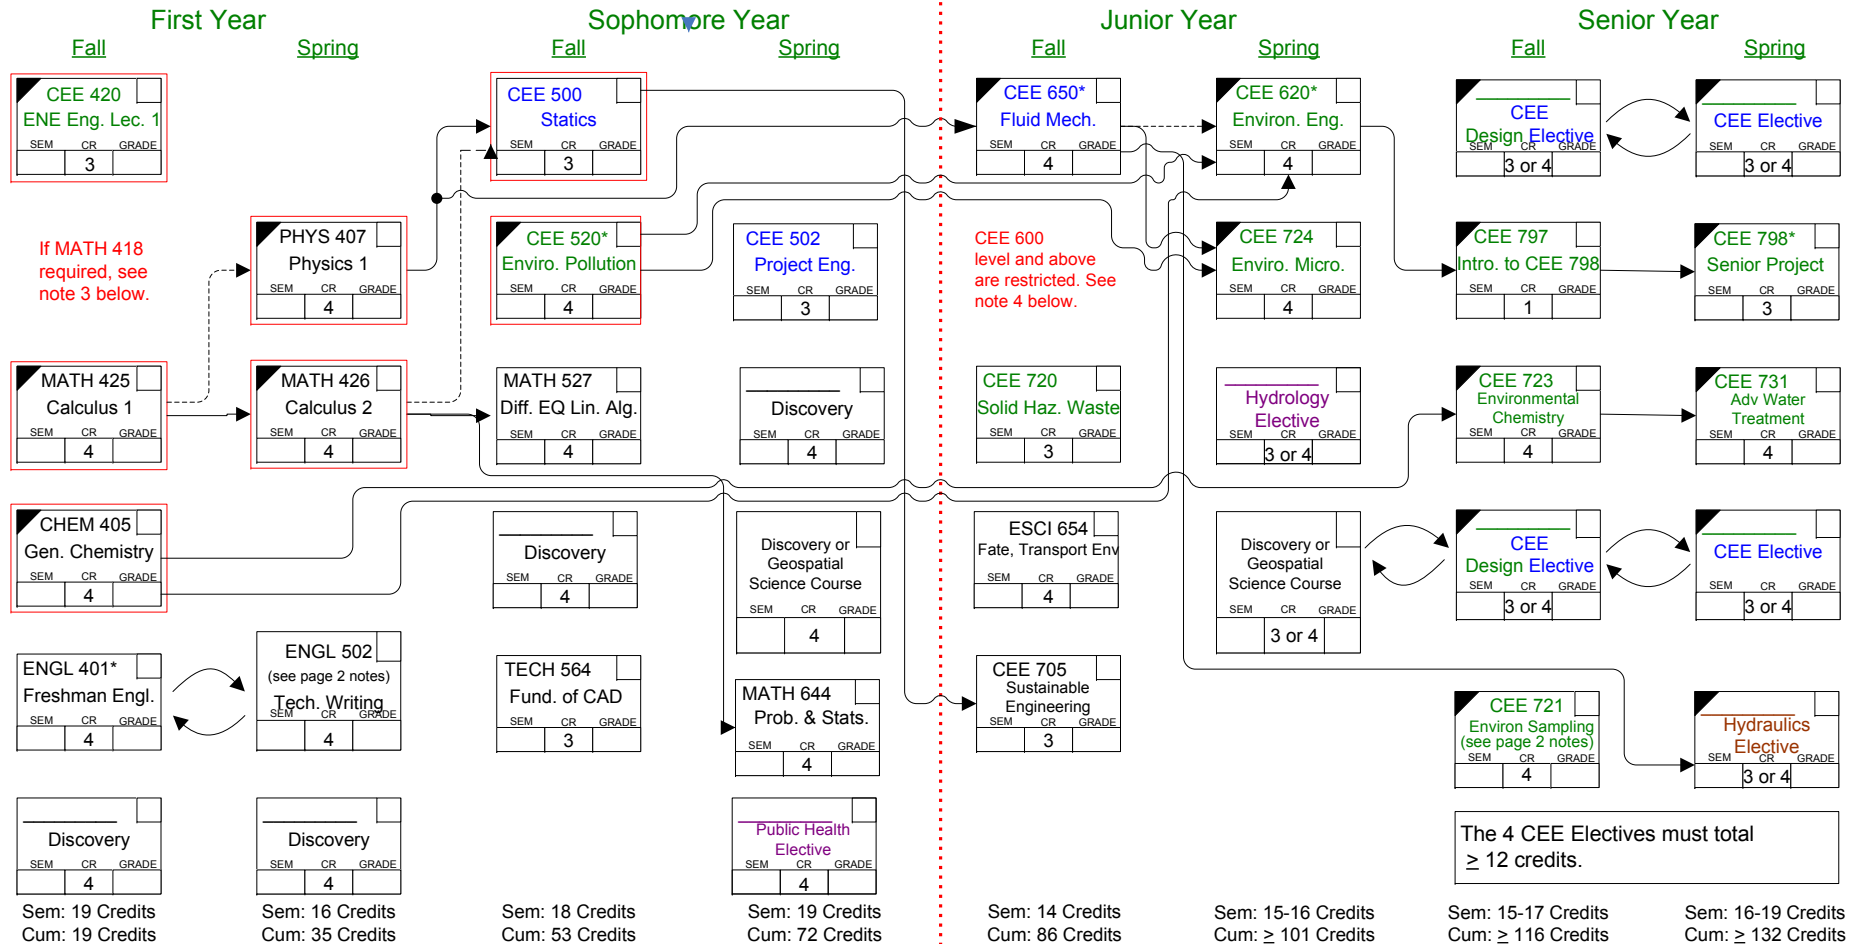 First Year
Sophomore Year
Junior Year
Senior Year
Fall
Spring
Fall
Spring
Fall
Spring
Fall
Spring
CEE 420
ENE Eng. Lec. 1
SEM CR GRADE
3
If MATH 418
required, see
note 3 below.
MATH 425
Calculus 1
SEM CR GRADE
4
CHEM 405
Gen. Chemistry
SEM CR GRADE
4
ENGL 401*
Freshman Engl.
SEM CR GRADE
4
Discovery
SEM CR GRADE
4
Sem: 19 Credits
Cum: 19 Credits
PHYS 407
Physics 1
SEM CR GRADE
4
MATH 426
Calculus 2
SEM CR GRADE
4
ENGL 502
(see page 2 notes)
Tech. Writing
SEM CR GRADE
4
Discovery
SEM CR GRADE
4
Sem: 16 Credits
Cum: 35 Credits
CEE 500
Statics
SEM CR GRADE
3
CEE 520*
Enviro. Pollution
SEM CR GRADE
4
MATH 527
Diff. EQ Lin. Alg.
SEM CR GRADE
4
Discovery
SEM CR GRADE
4
TECH 564
Fund. of CAD
SEM CR GRADE
3
Sem: 18 Credits
Cum: 53 Credits
CEE 502
Project Eng.
SEM CR GRADE
3
Discovery
SEM CR GRADE
4
Discovery or
Geospatial
Science Course
SEM CR GRADE
4
MATH 644
Prob. & Stats.
SEM CR GRADE
4
Public Health
Elective
SEM CR GRADE
4
Sem: 19 Credits
Cum: 72 Credits
CEE 650*
Fluid Mech.
SEM CR GRADE
4
CEE 600
level and above
are restricted. See
note 4 below.
CEE 720
Solid Haz. Waste
SEM CR GRADE
3
ESCI 654
Fate, Transport Env
SEM CR GRADE
4
CEE 705
Sustainable
Engineering
SEM CR GRADE
3
Sem: 14 Credits
Cum: 86 Credits
CEE 620*
Environ. Eng.
SEM CR GRADE
4
CEE 724
Enviro. Micro.
SEM CR GRADE
4
Hydrology
Elective
SEM CR GRADE
3 or 4
Discovery or
Geospatial
Science Course
SEM CR GRADE
3 or 4
Sem: 15-16 Credits
Cum: ≥ 101 Credits
CEE
Design Elective
SEM CR GRADE
3 or 4
CEE 797
Intro. to CEE 798
SEM CR GRADE
1
CEE 723
Environmental
Chemistry
SEM CR GRADE
4
CEE
Design Elective
SEM CR GRADE
3 or 4
CEE 721
Environ Sampling
(see page 2 notes)
SEM CR GRADE
4
CEE Elective
SEM CR GRADE
3 or 4
CEE 798*
Senior Project
SEM CR GRADE
3
CEE 731
Adv Water
Treatment
SEM CR GRADE
4
CEE Elective
SEM CR GRADE
3 or 4
Hydraulics
Elective
SEM CR GRADE
3 or 4
The 4 CEE Electives must total
≥ 12 credits.
Sem: 15-17 Credits
Cum: ≥ 116 Credits
Sem: 16-19 Credits
Cum: ≥ 132 Credits